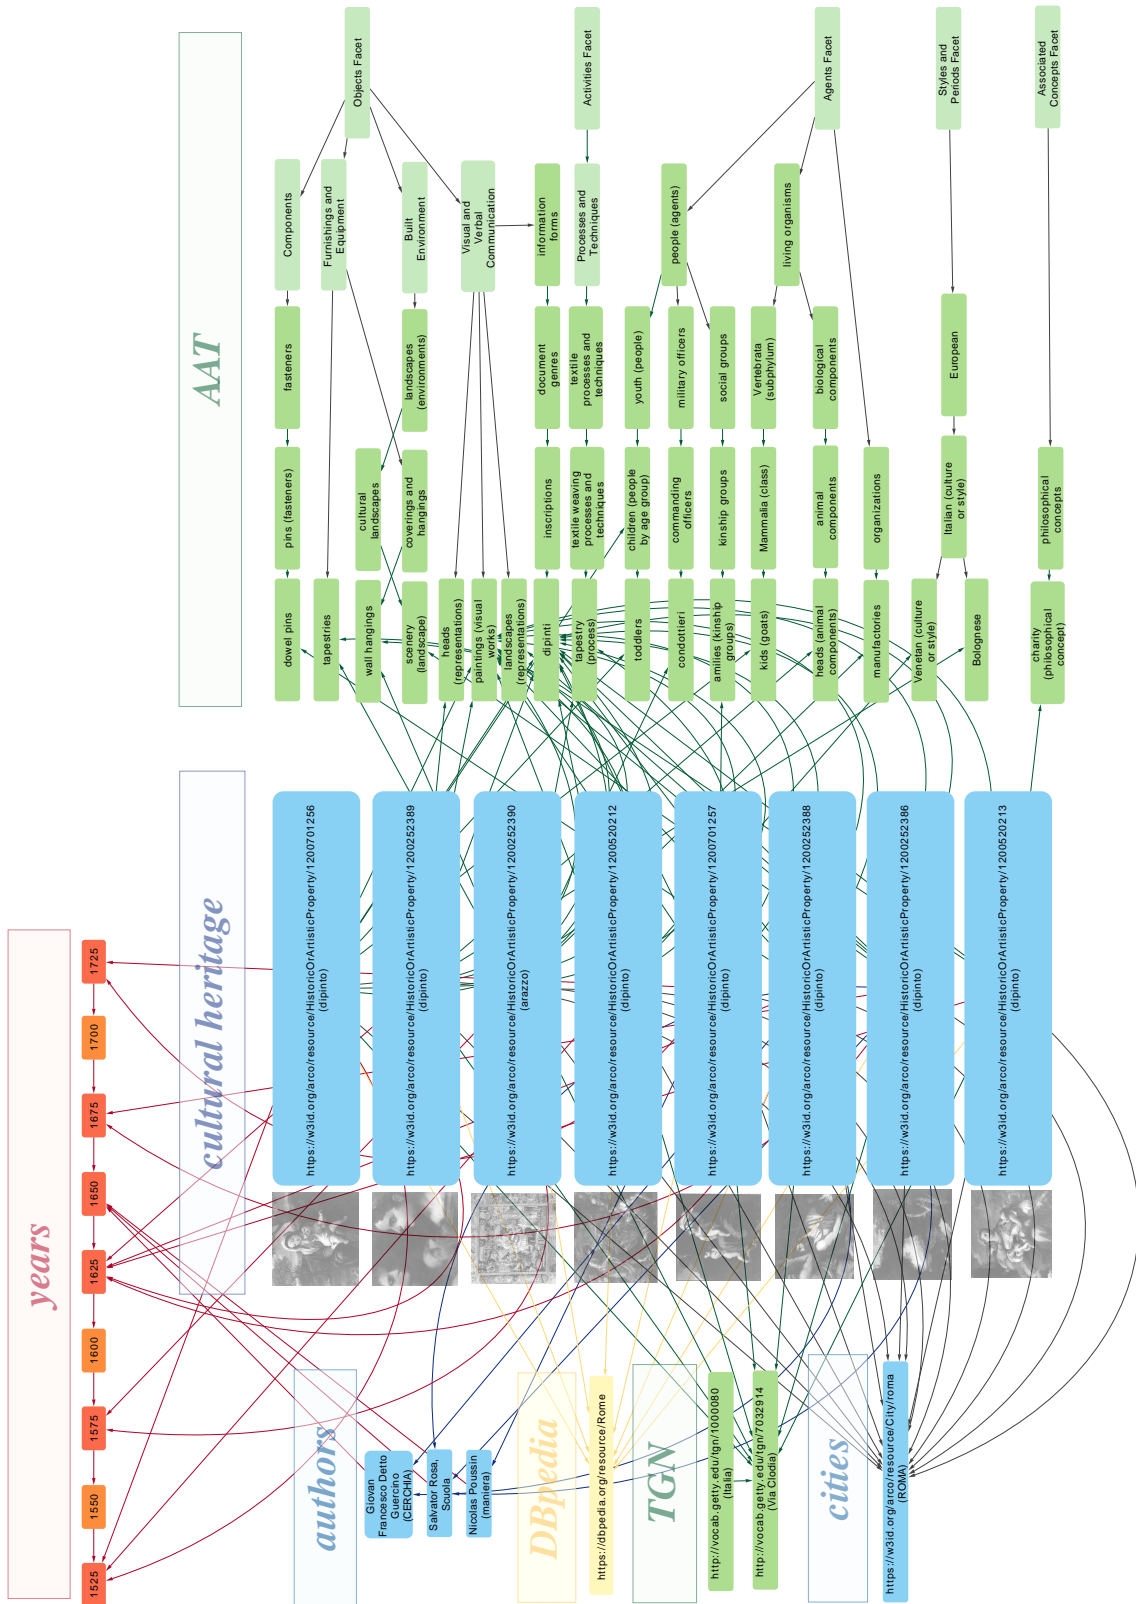 years
1525
1550
1575
1600
1625
1650
1675
1700
1725
cultural heritage
https://w3id.org/arco/resource/HistoricOrArtisticProperty/1200701256
(dipinto)
https://w3id.org/arco/resource/HistoricOrArtisticProperty/1200252389
(dipinto)
https://w3id.org/arco/resource/HistoricOrArtisticProperty/1200252390
(arazzo)
https://w3id.org/arco/resource/HistoricOrArtisticProperty/1200520212
(dipinto)
https://w3id.org/arco/resource/HistoricOrArtisticProperty/1200701257
(dipinto)
https://w3id.org/arco/resource/HistoricOrArtisticProperty/1200252388
(dipinto)
https://w3id.org/arco/resource/HistoricOrArtisticProperty/1200252386
(dipinto)
https://w3id.org/arco/resource/HistoricOrArtisticProperty/1200520213
(dipinto)
authors
Giovan
Francesco Detto
Guercino
(CERCHIA)
Salvator Rosa,
Scuola
Nicolas Poussin
(maniera)
DBpedia
https://dbpedia.org/resource/Rome
TGN
http://vocab.getty.edu/tgn/1000080
(Italia)
http://vocab.getty.edu/tgn/7032914
(Via Clodia)
cities
https://w3id.org/arco/resource/City/roma
(ROMA)
AAT
dowel pins
pins (fasteners)
fasteners
Components
tapestries
Furnishings and
Equipment
Objects Facet
wall hangings
cultural
landscapes
scenery
(landscape)
coverings and
hangings
landscapes
(environments)
Built
Environment
heads
(representations)
paintings (visual
works)
Visual and
Verbal
Communication
landscapes
(representations)
dipinti
inscriptions
document
genres
information
forms
tapestry
(process)
textile weaving
processes and
techniques
textile
processes and
techniques
Processes and
Techniques
Activities Facet
toddlers
children (people
by age group)
youth (people)
condottieri
commanding
officers
military officers
people (agents)
amilies (kinship
groups)
kinship groups
social groups
kids (goats)
Mammalia (class)
Vertebrata
(subphylum)
living organisms
heads (animal
components)
animal
components
biological
components
Agents Facet
manufactories
organizations
Venetan (culture
or style)
Italian (culture
or style)
European
Styles and
Periods Facet
Bolognese
charity
(philosophical
concept)
philosophical
concepts
Associated
Concepts Facet